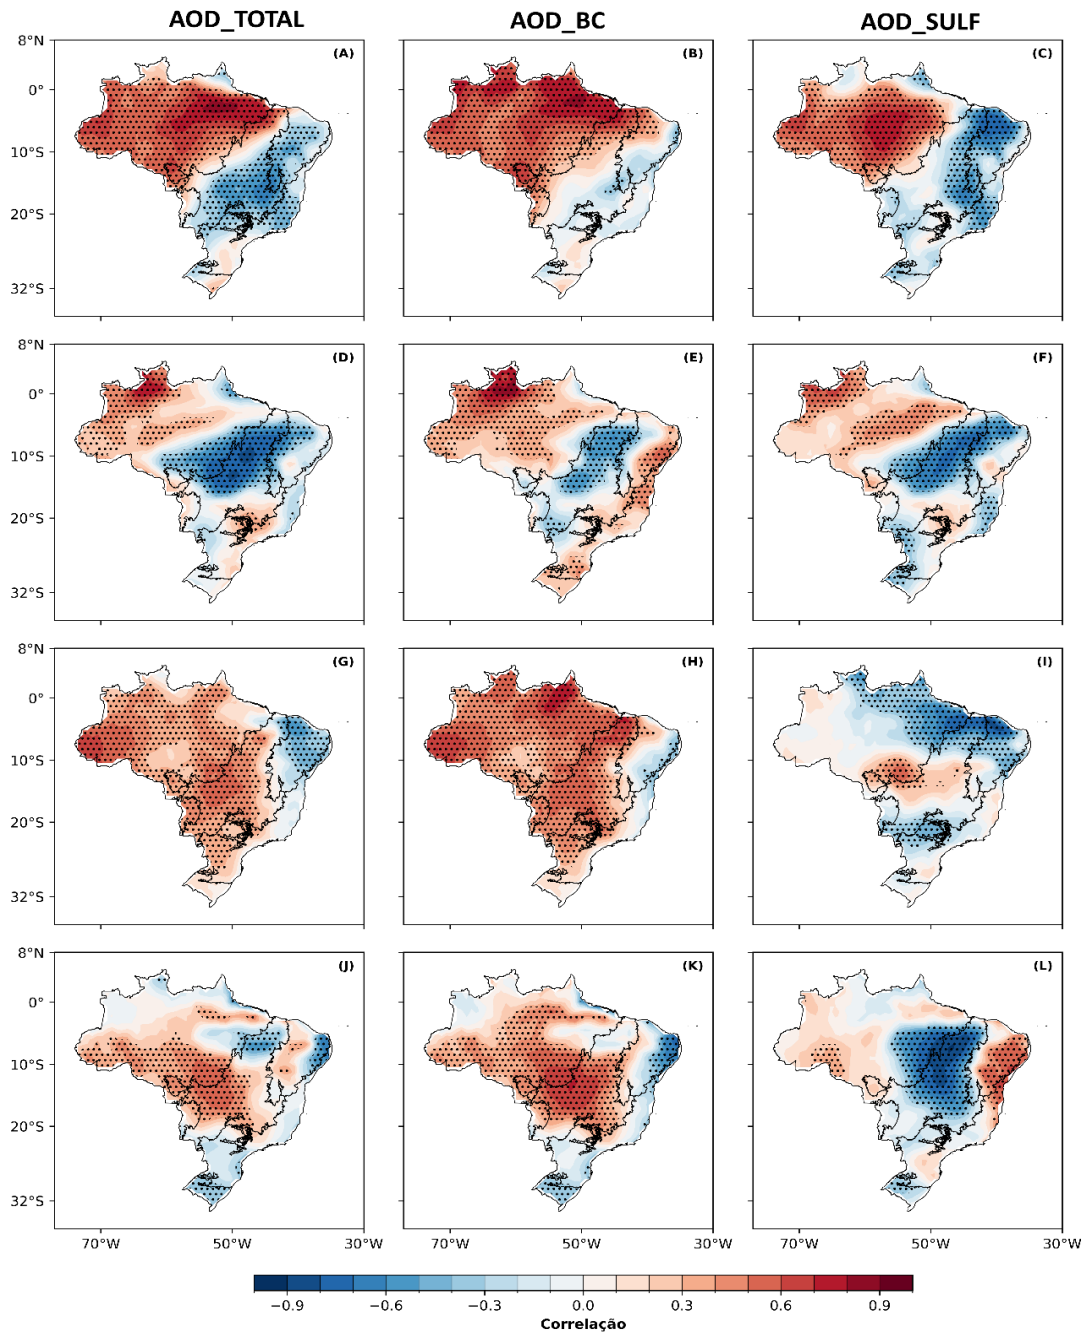 AOD_TOTAL AOD_BC AOD_SULF
8°N (A) (B) (C)
0°
10°S
20°S
32°S
8°N (D) (E) (F)
0°
10°S
20°S
32°S
8°N (G) (H) (I)
0°
10°S
20°S
32°S
8°N (J) (K) (L)
0°
10°S
20°S
32°S
70°W 50°W 30°W 70°W 50°W 30°W 70°W 50°W 30°W
−0.9 −0.6 −0.3 0.0 0.3 0.6 0.9
Correlação